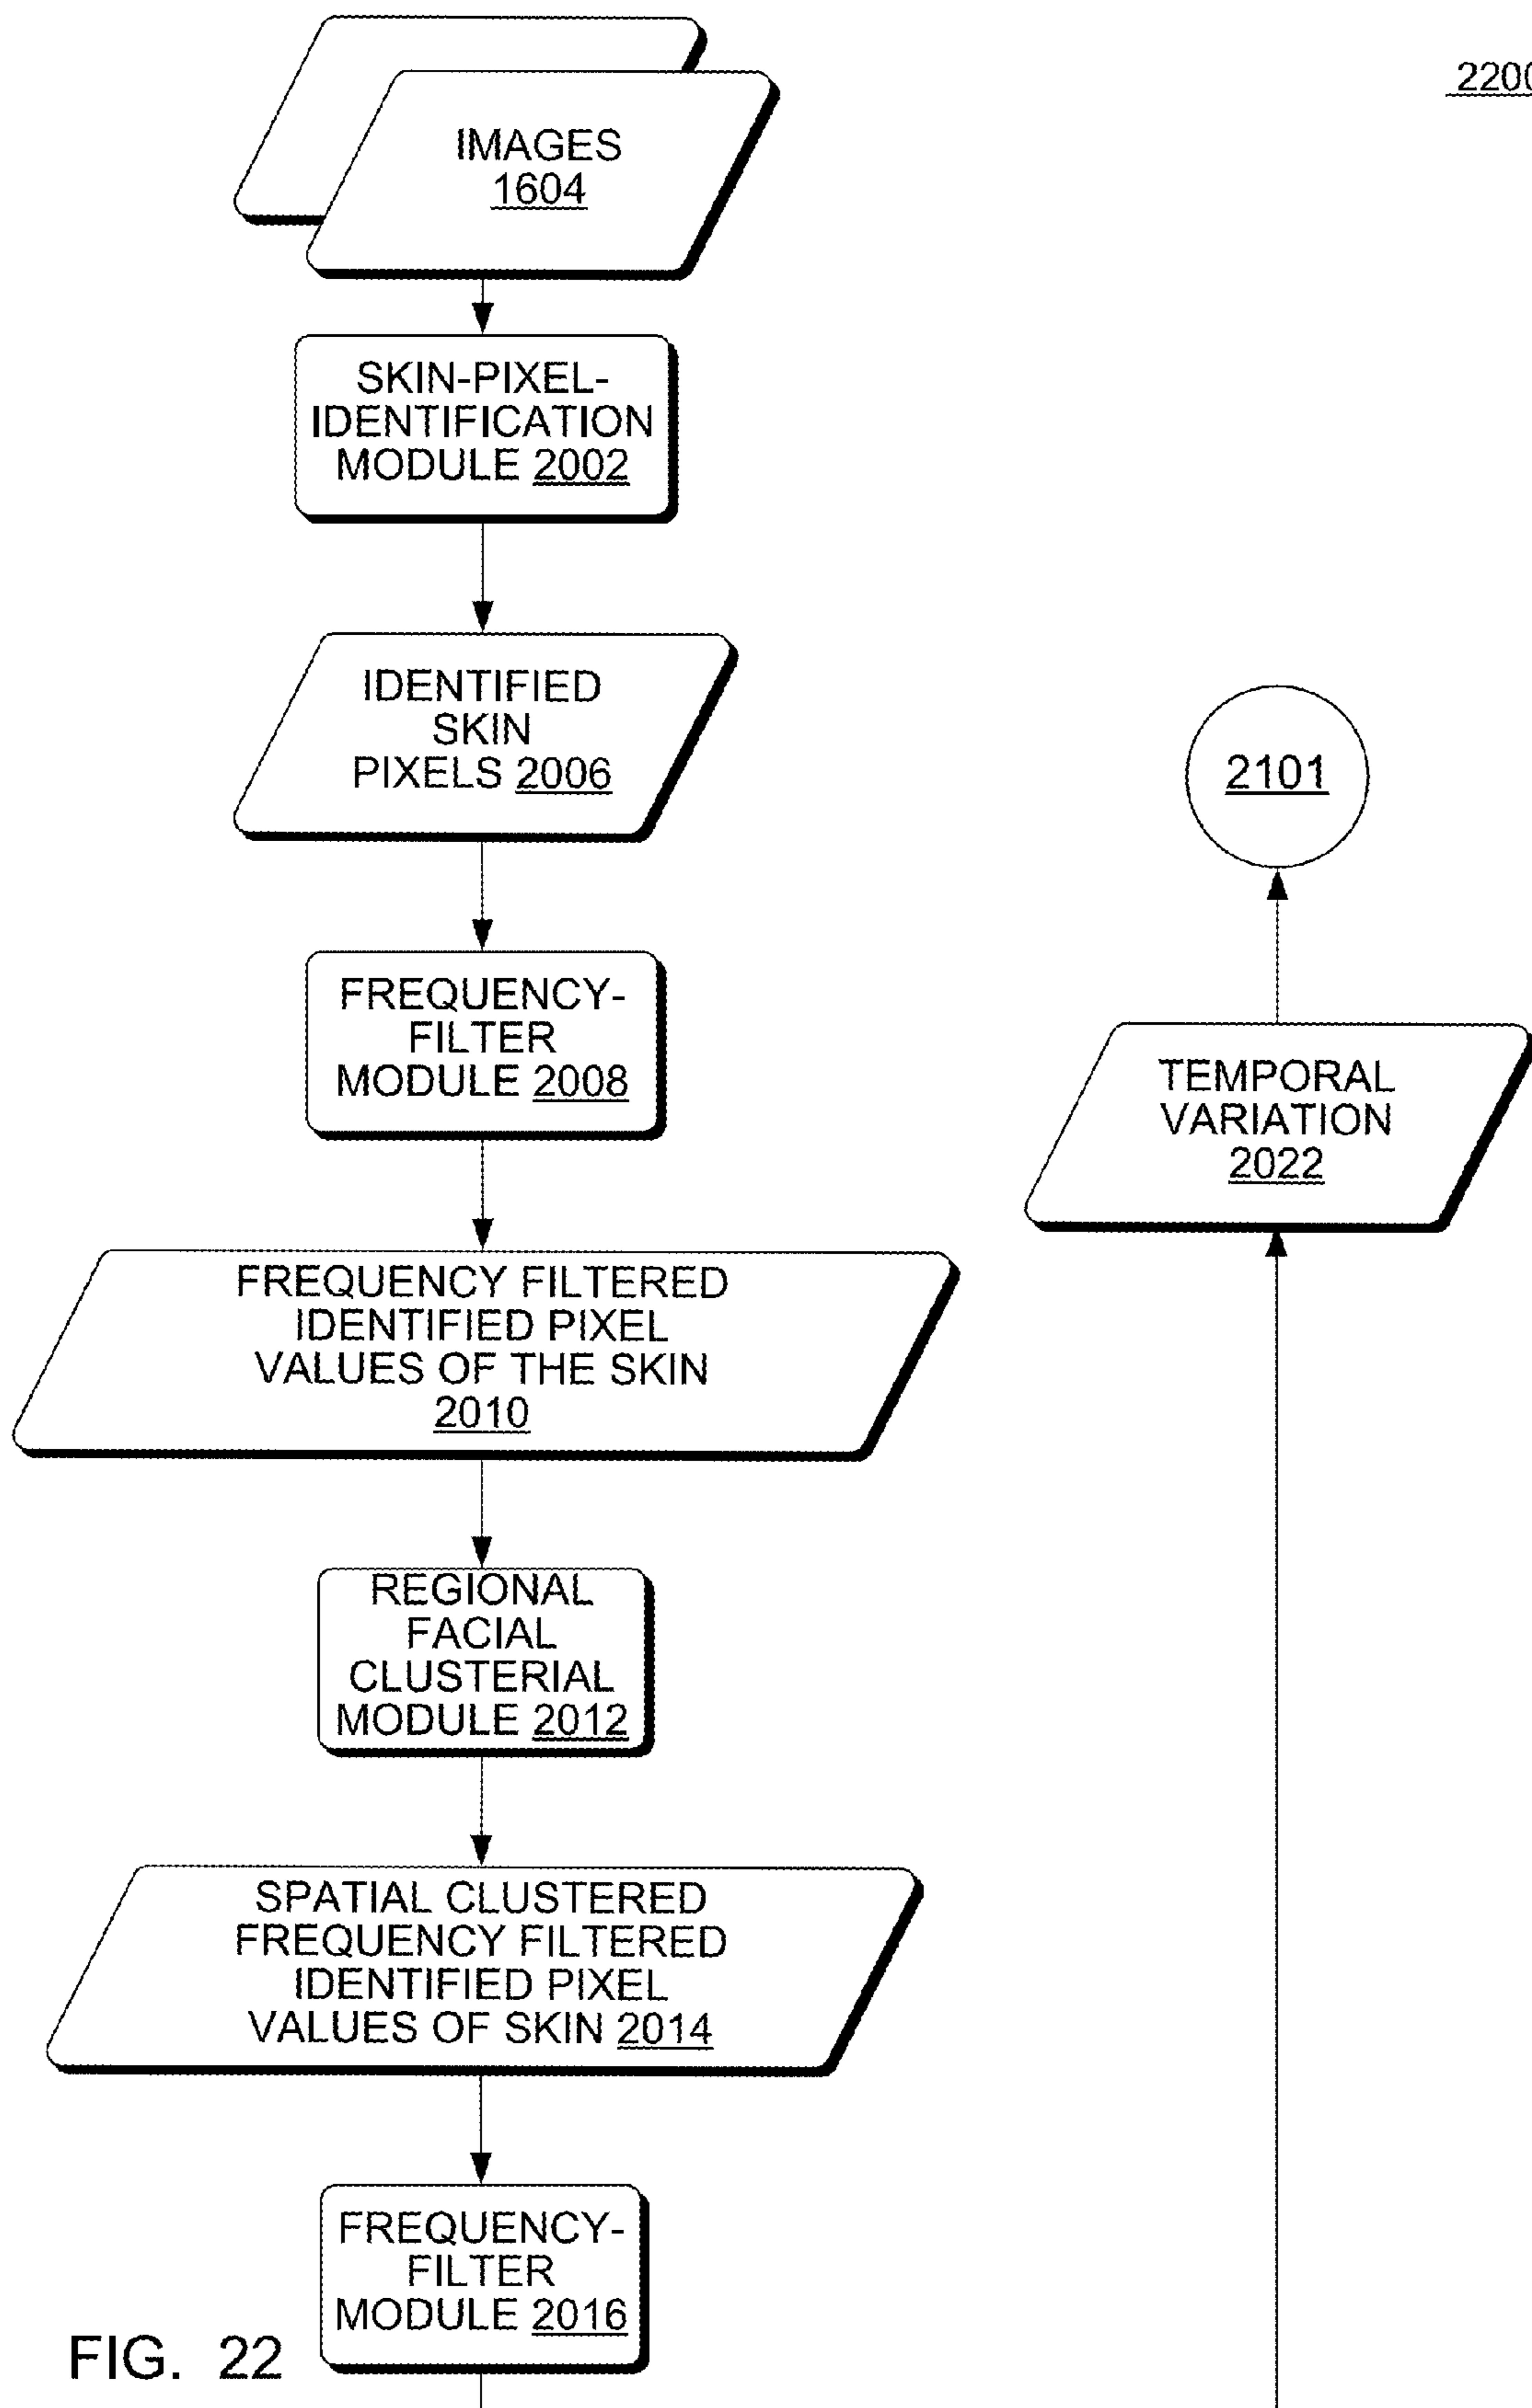 2200
IMAGES
1604
SKIN-PIXEL-
IDENTIFICATION
MODULE 2002
IDENTIFIED
SKIN
PIXELS 2006
FREQUENCY-
FILTER
MODULE 2008
FREQUENCY FILTERED
IDENTIFIED PIXEL
VALUES OF THE SKIN
2010
REGIONAL
FACIAL
CLUSTERIAL
MODULE 2012
SPATIAL CLUSTERED
FREQUENCY FILTERED
IDENTIFIED PIXEL
VALUES OF SKIN 2014
FREQUENCY-
FILTER
MODULE 2016
2101
TEMPORAL
VARIATION
2022
FIG. 22